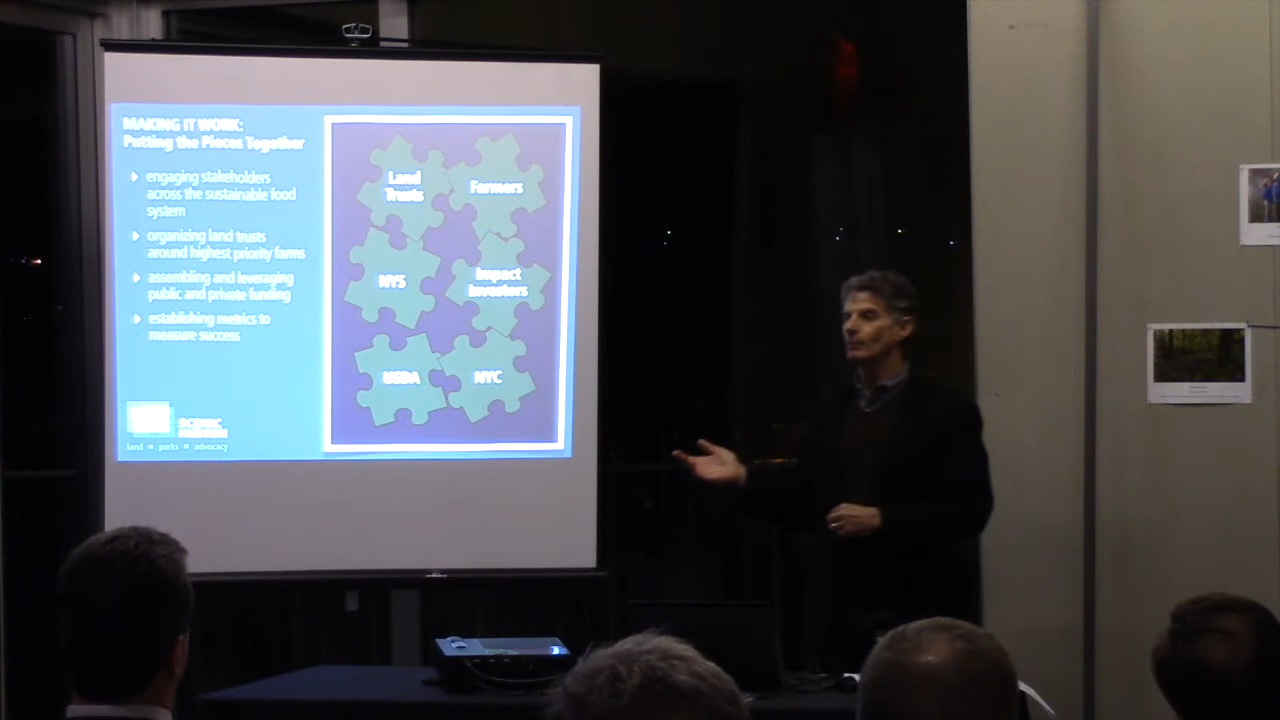 MAKING IT WORK:
Putting the Pieces Together
engaging stakeholders
across the sustainable food
system
organizing land trusts
around highest priority farms
assembling and leveraging
public and private funding
establishing metrics to
measure success
Land
Trusts
Farmers
NYS
Impact
Investors
USDA
NYC
SCENIC
HUDSON
land parks advocacy